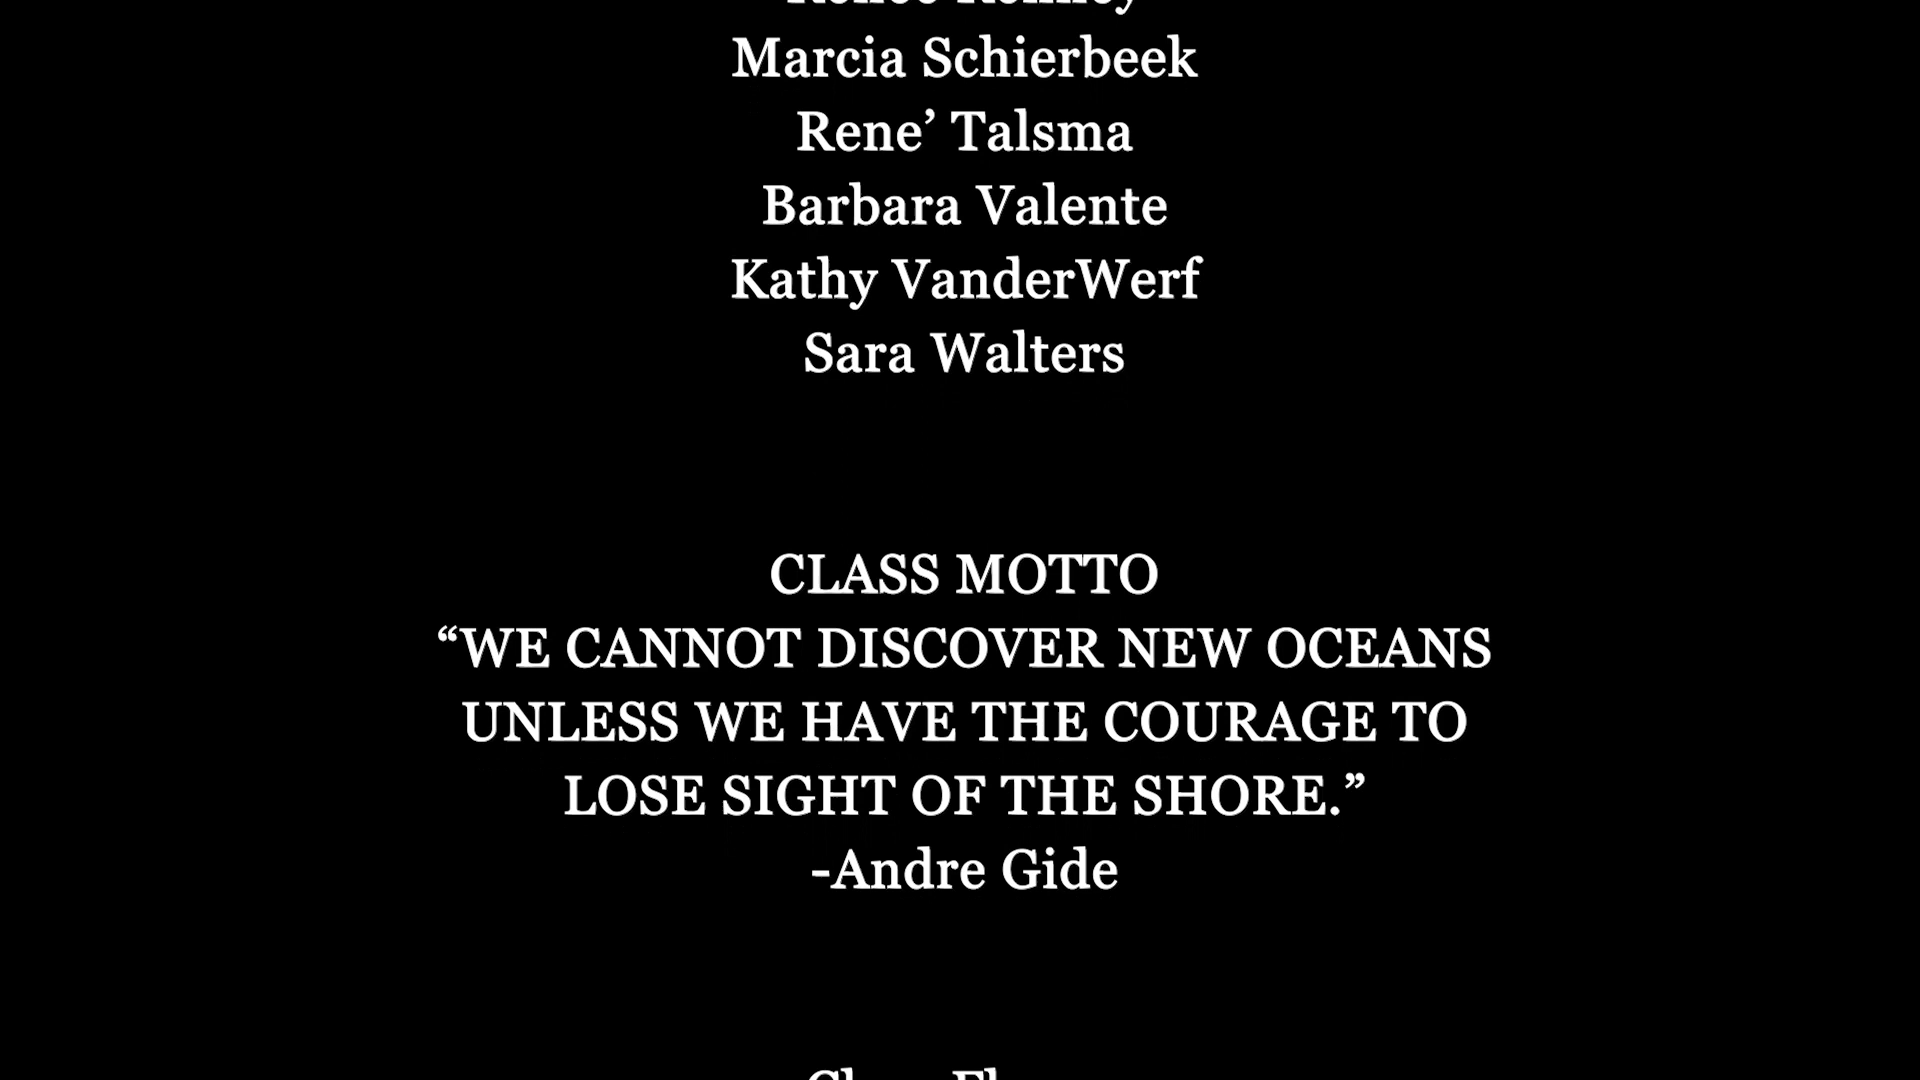 Marcia Schierbeek
Rene’ Talsma
Barbara Valente
Kathy VanderWerf
Sara Walters
CLASS MOTTO
“WE CANNOT DISCOVER NEW OCEANS
UNLESS WE HAVE THE COURAGE TO
LOSE SIGHT OF THE SHORE.”
-Andre Gide